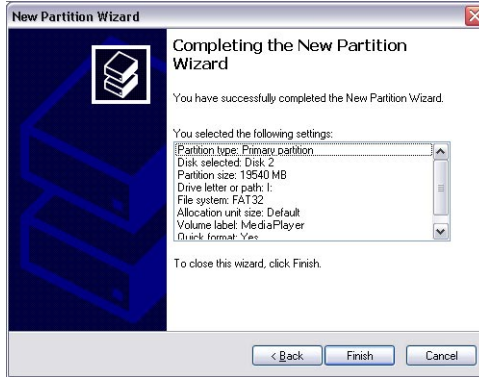 New Partition Wizard
Completing the New Partition
Wizard
You have successfully completed the New Partition Wizard.
You selected the following settings:
Partition type: Primary partition
Disk selected: Disk 2
Partition size: 19540 MB
Drive letter or path: I:
File system: FAT32
Allocation unit size: Default
Volume label: MediaPlayer
Quick format: Yes
To close this wizard, click Finish.
< Back
Finish
Cancel